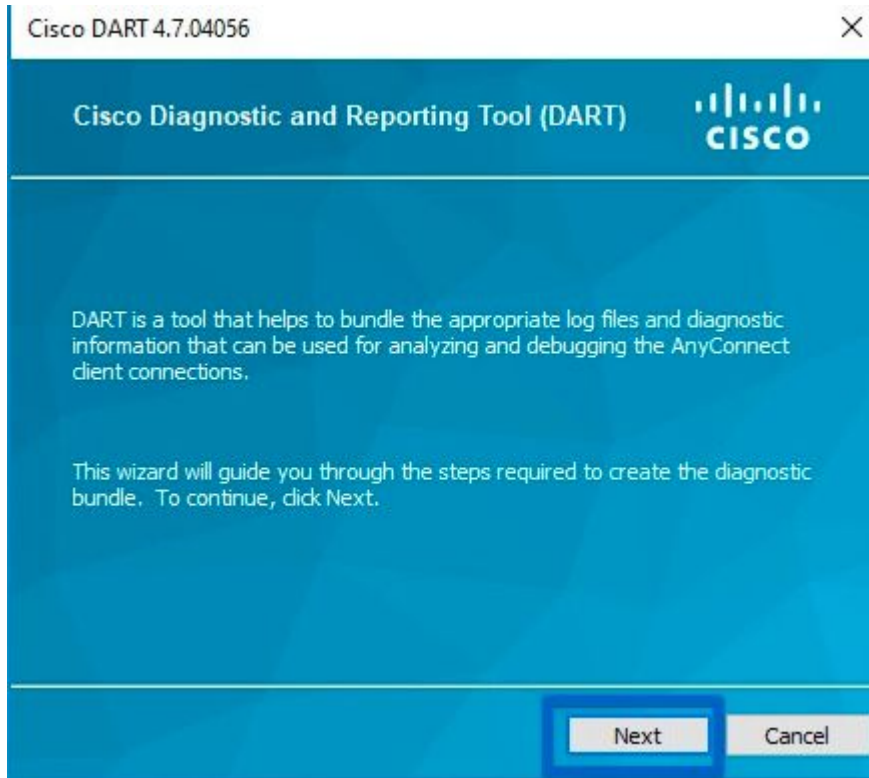 Cisco DART 4.7.04056
Cisco Diagnostic and Reporting Tool (DART)
CISCO
DART is a tool that helps to bundle the appropriate log files and diagnostic
information that can be used for analyzing and debugging the AnyConnect
client connections.
This wizard will guide you through the steps required to create the diagnostic
bundle.  To continue, click Next.
Next
Cancel